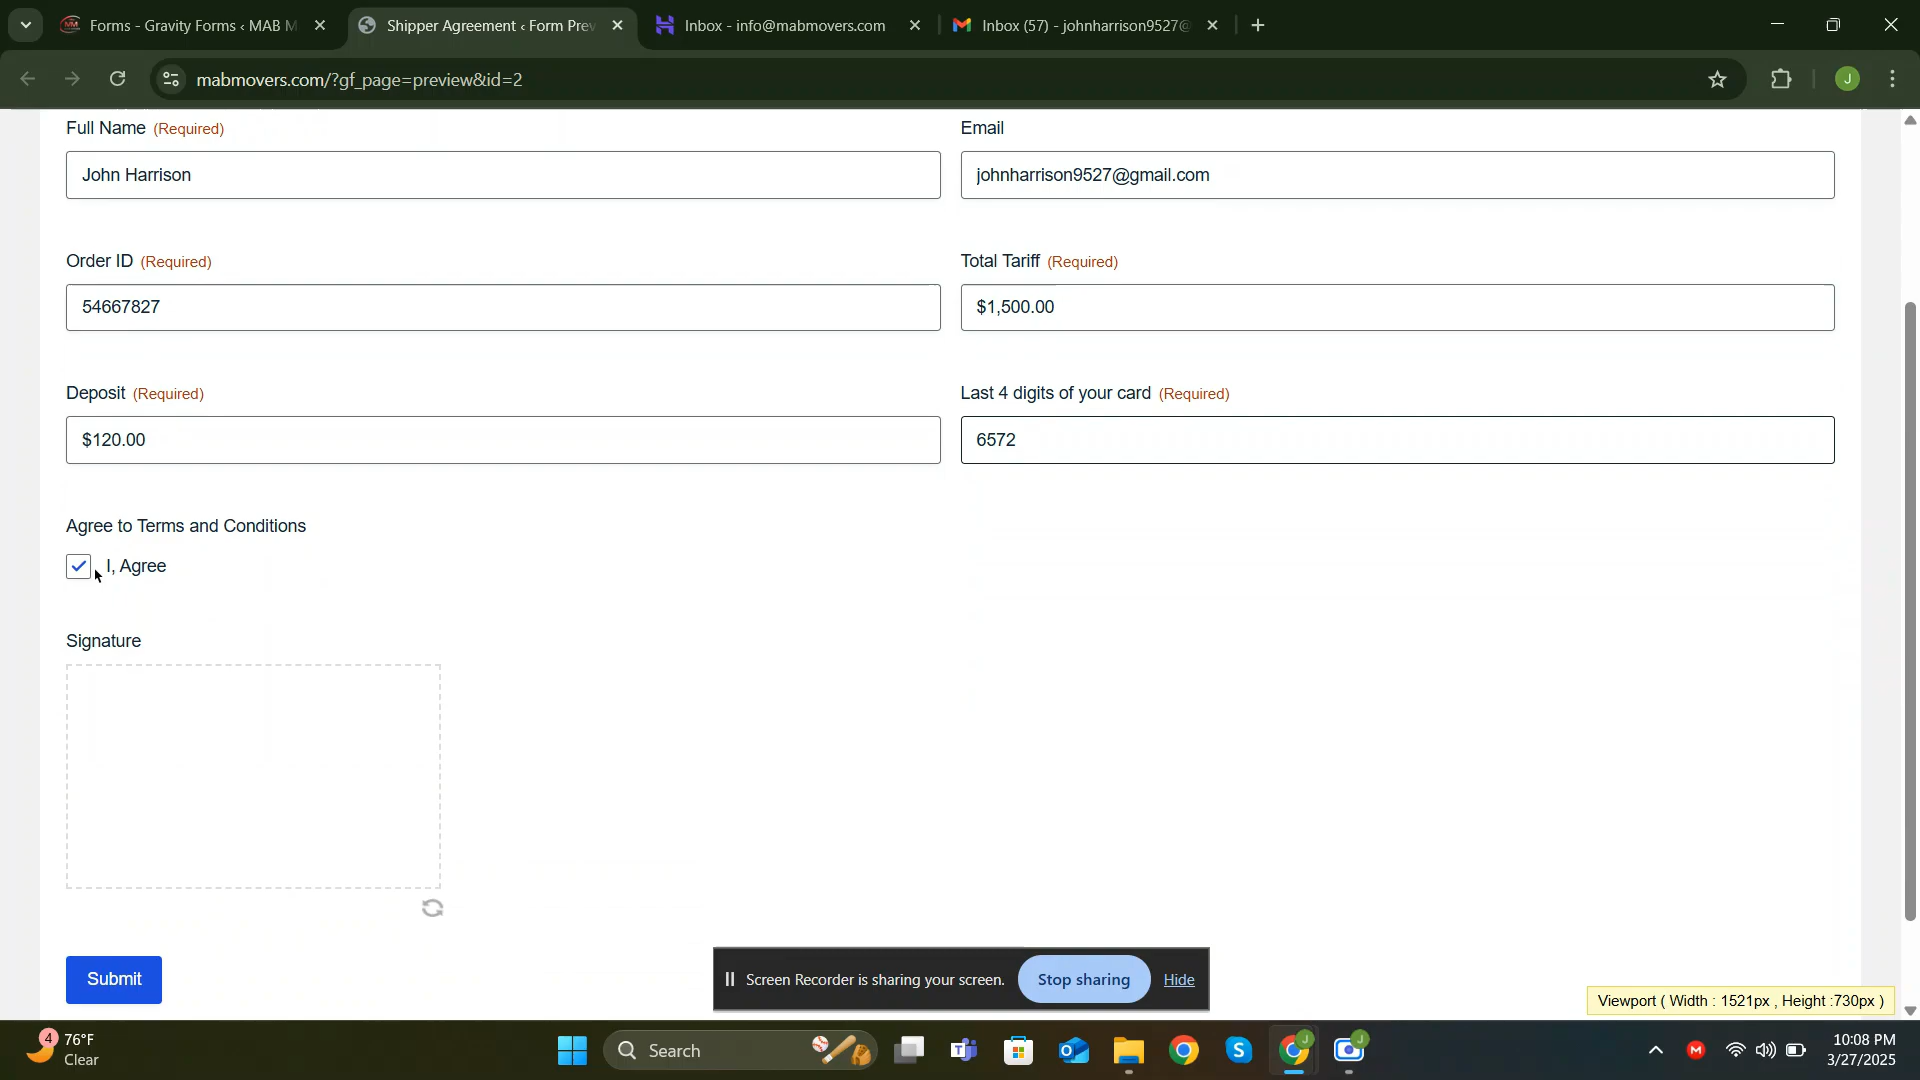 Forms - Gravity Forms ‹ MAB M
Shipper Agreement ‹ Form Prev
Inbox - info@mabmovers.com
Inbox (57) - johnharrison9527@
mabmovers.com/?gf_page=preview&id=2
J
Full Name (Required)
Email
John Harrison
johnharrison9527@gmail.com
Order ID (Required)
Total Tariff (Required)
54667827
$1,500.00
Deposit (Required)
Last 4 digits of your card (Required)
$120.00
6572
Agree to Terms and Conditions
I, Agree
Signature
Submit
Screen Recorder is sharing your screen.
Stop sharing
Hide
Viewport ( Width : 1521px , Height :730px )
4
76°F
Clear
Search
10:08 PM
3/27/2025